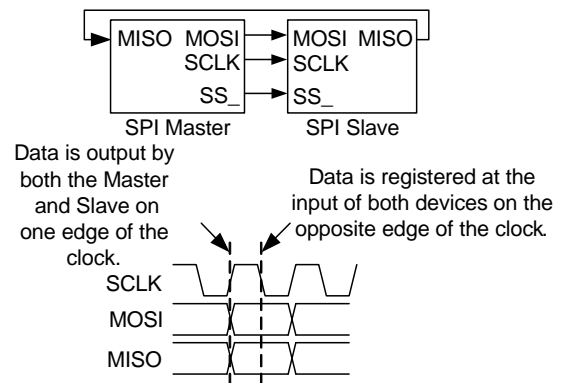 MISO MOSI MOSI MISO
SCLK SCLK
SS_ SS_
SPI Master SPI Slave
Data is output by
both the Master
and Slave on
one edge of the
clock.
Data is registered at the
input of both devices on the
opposite edge of the clock.
SCLK
MOSI
MISO